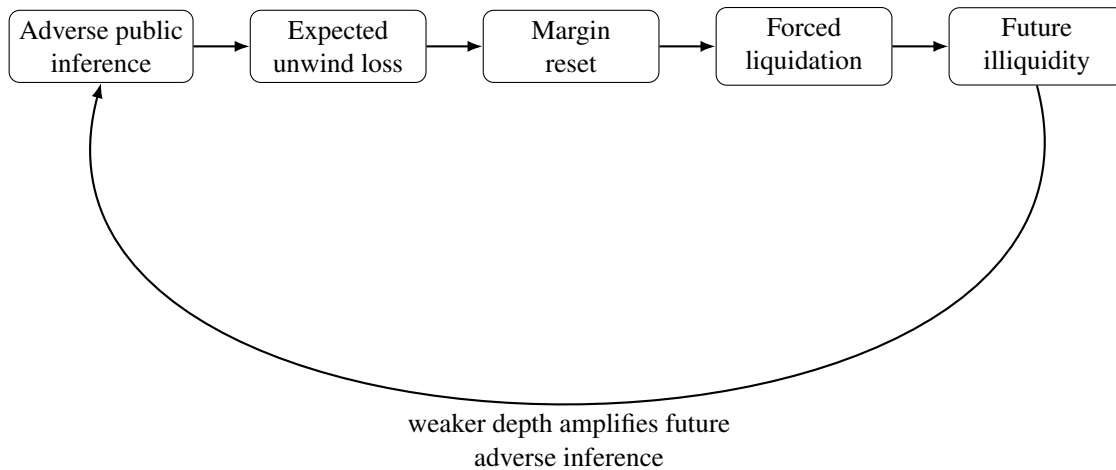 Adverse public
inference
Expected
unwind loss
Margin
reset
Forced
liquidation
Future
illiquidity
weaker depth amplifies future
adverse inference